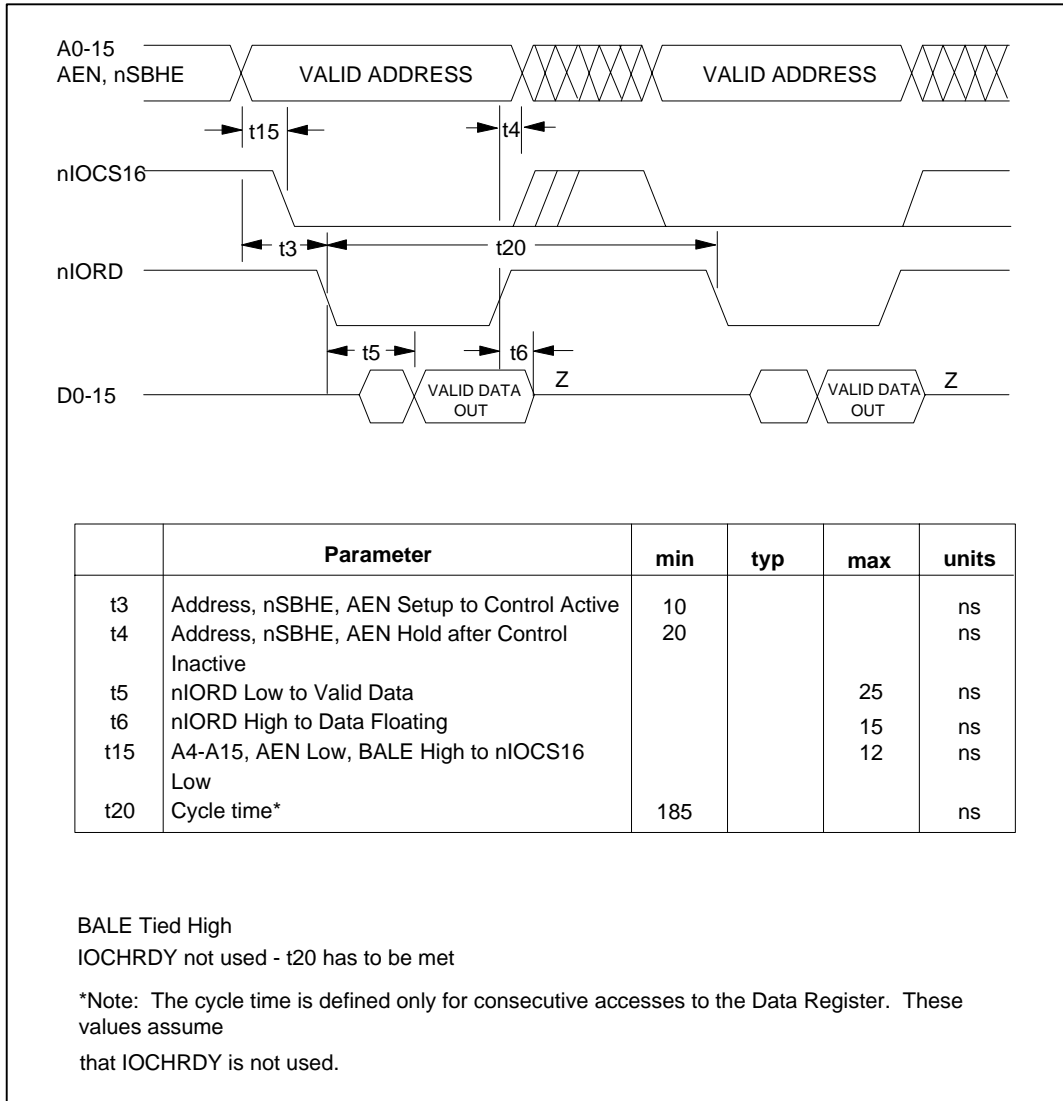 A0-15
AEN, nSBHE
VALID ADDRESS
VALID ADDRESS
t15
t4
nIOCS16
t3
t20
nIORD
t5
t6
D0-15
VALID DATA
OUT
Z
VALID DATA
OUT
Z
Parameter min typ max units
t3 Address, nSBHE, AEN Setup to Control Active 10 ns
t4 Address, nSBHE, AEN Hold after Control 20 ns
Inactive
t5 nIORD Low to Valid Data 25 ns
t6 nIORD High to Data Floating 15 ns
t15 A4-A15, AEN Low, BALE High to nIOCS16 12 ns
Low
t20 Cycle time* 185 ns
BALE Tied High
IOCHRDY not used - t20 has to be met
*Note: The cycle time is defined only for consecutive accesses to the Data Register. These
values assume
that IOCHRDY is not used.